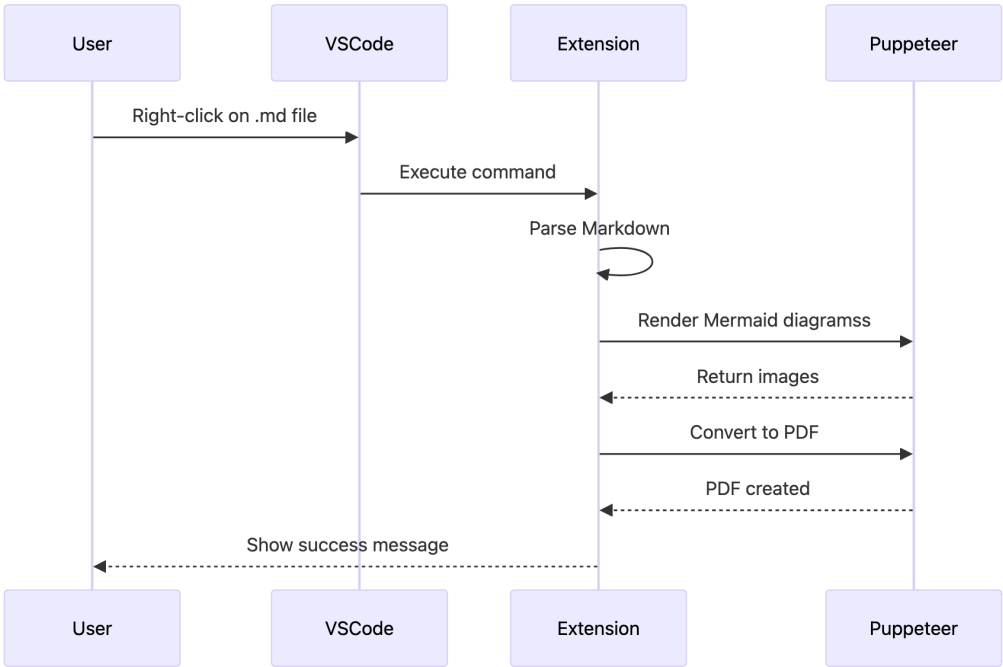 User
VSCode
Extension
Puppeteer
Right-click on .md file
Execute command
Parse Markdown
Render Mermaid diagramss
Return images
Convert to PDF
PDF created
Show success message
User
VSCode
Extension
Puppeteer